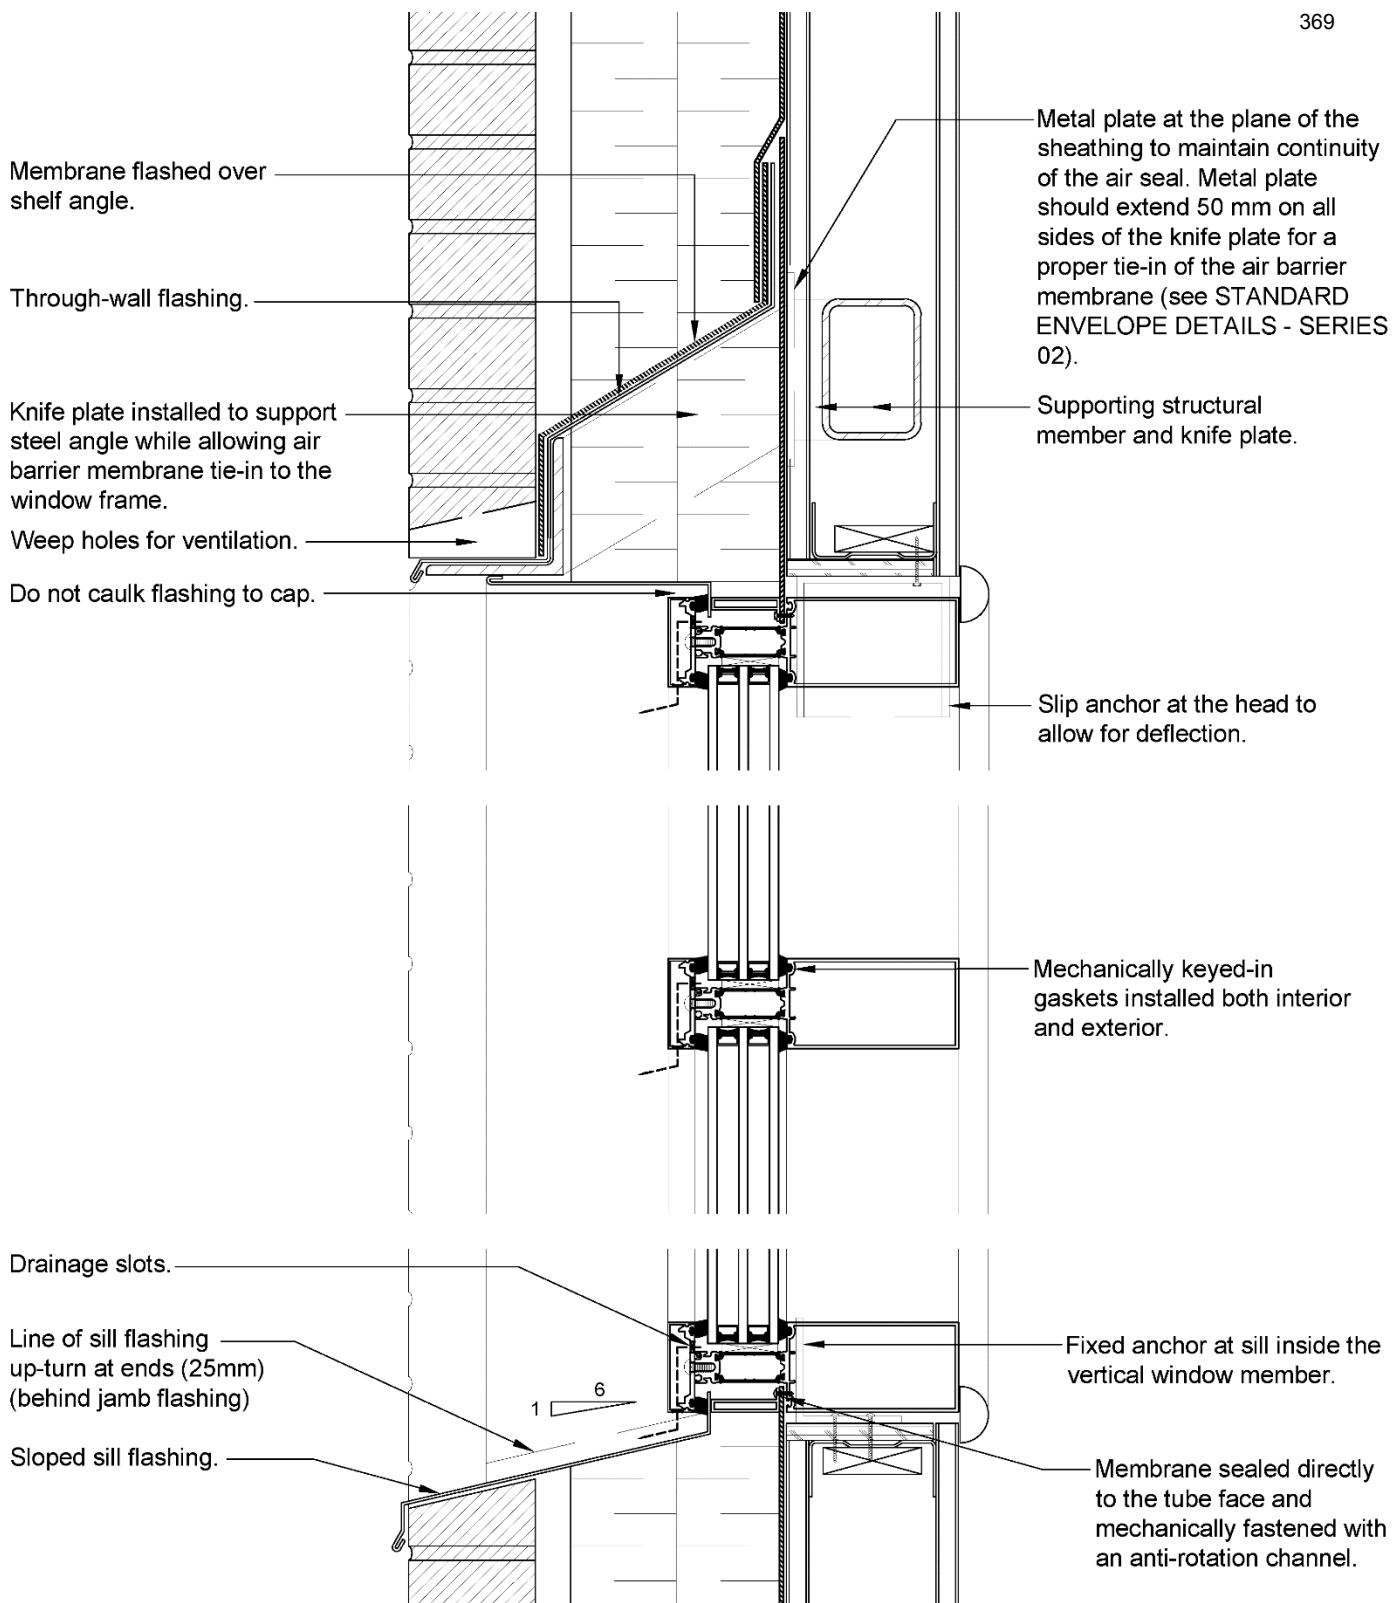 369
Membrane flashed over
shelf angle.
Through-wall flashing.
Knife plate installed to support
steel angle while allowing air
barrier membrane tie-in to the
window frame.
Weep holes for ventilation.
Do not caulk flashing to cap.
Metal plate at the plane of the
sheathing to maintain continuity
of the air seal. Metal plate
should extend 50 mm on all
sides of the knife plate for a
proper tie-in of the air barrier
membrane (see STANDARD
ENVELOPE DETAILS - SERIES
02).
Supporting structural
member and knife plate.
Slip anchor at the head to
allow for deflection.
Mechanically keyed-in
gaskets installed both interior
and exterior.
Drainage slots.
Line of sill flashing
up-turn at ends (25mm)
(behind jamb flashing)
Sloped sill flashing.
6
1
Fixed anchor at sill inside the
vertical window member.
Membrane sealed directly
to the tube face and
mechanically fastened with
an anti-rotation channel.